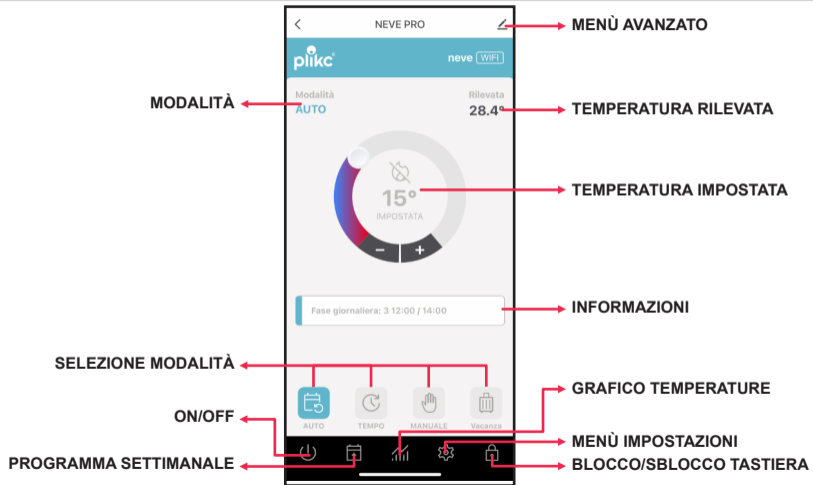 NEVE PRO
MENÙ AVANZATO
plikc
neve WIFI
MODALITÀ
Modalità
AUTO
Rilevata
28.4°
TEMPERATURA RILEVATA
15°
IMPOSTATA
TEMPERATURA IMPOSTATA
− +
Fase giornaliera: 3 12:00 / 14:00
INFORMAZIONI
SELEZIONE MODALITÀ
GRAFICO TEMPERATURE
AUTO
TEMPO
MANUALE
Vacanza
ON/OFF
MENÙ IMPOSTAZIONI
PROGRAMMA SETTIMANALE
BLOCCO/SBLOCCO TASTIERA